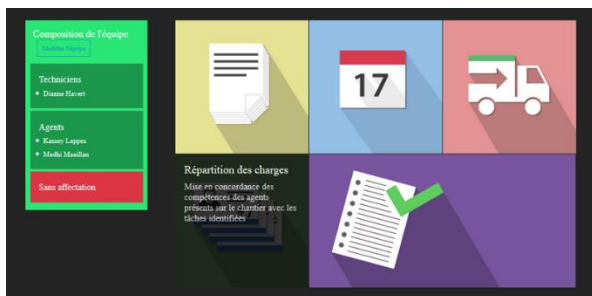 Composition de l'équipe
Modifier l'équipe
Techniciens
Dianne Havert
Agents
Kassey Lappes
Medhi Masillan
Sans affectation
17
Répartition des charges
Mise en concordance des
compétences des agents
présents sur le chantier avec les
tâches identifiées